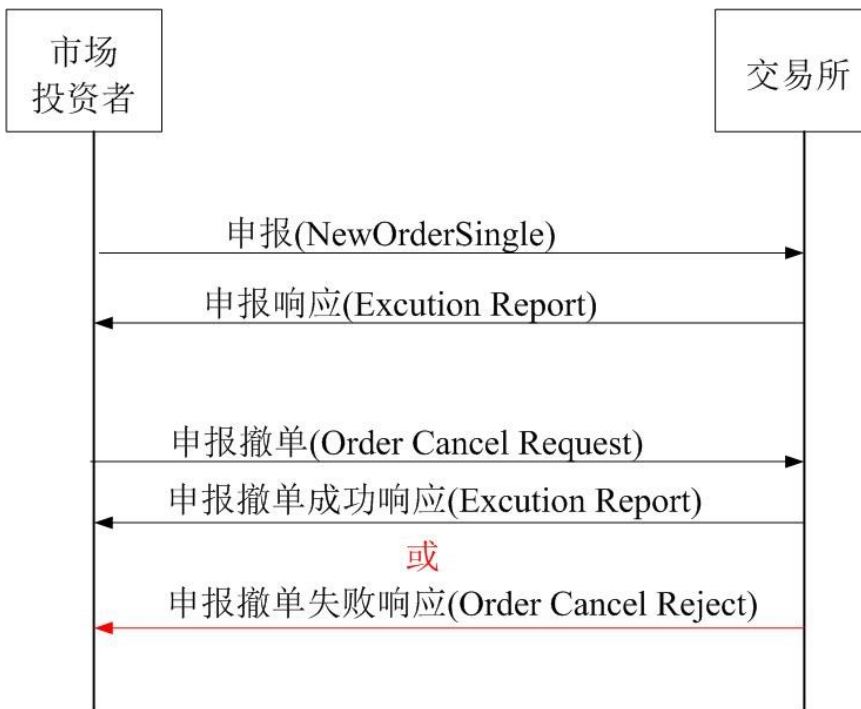 市场
投资者
交易所
申报(NewOrderSingle)
申报响应(Excution Report)
申报撤单(Order Cancel Request)
申报撤单成功响应(Excution Report)
或
申报撤单失败响应(Order Cancel Reject)